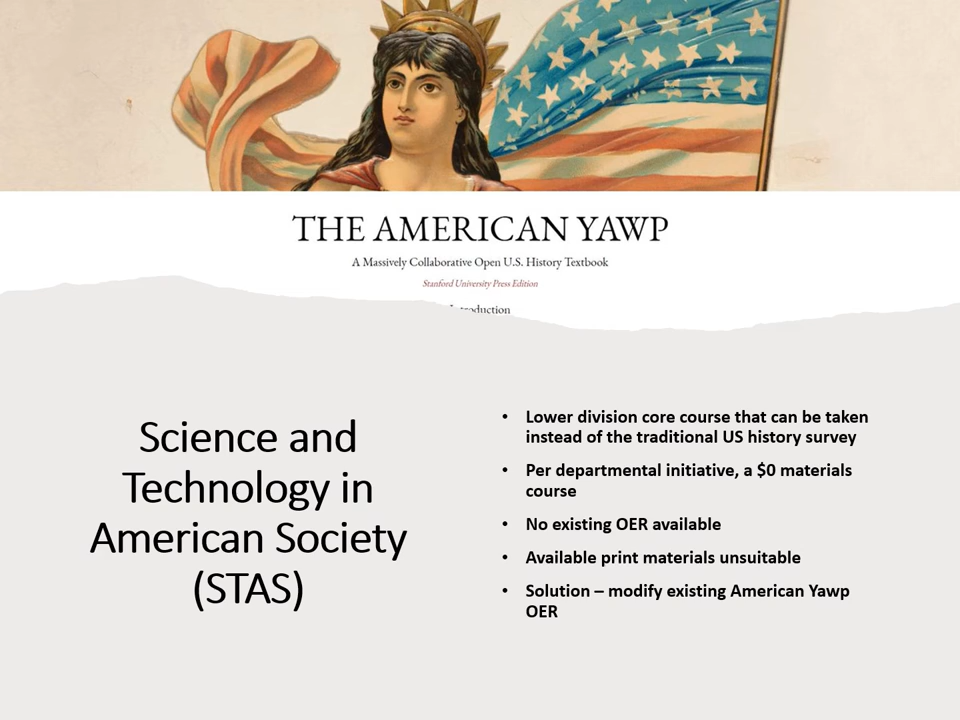 THE AMERICAN YAWP
A Massively Collaborative Open U.S. History Textbook
Stanford University Press Edition
Introduction
Science and
Technology in
American Society
(STAS)
• Lower division core course that can be taken
instead of the traditional US history survey
• Per departmental initiative, a $0 materials
course
• No existing OER available
• Available print materials unsuitable
• Solution – modify existing American Yawp
OER